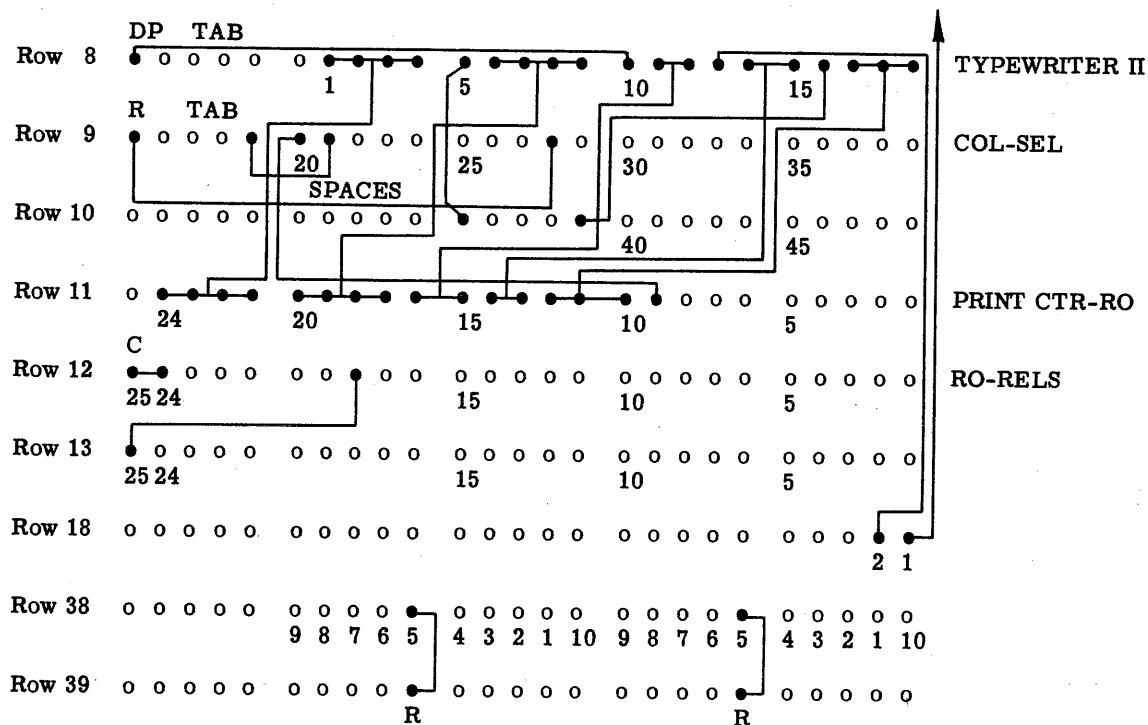 DP TAB
Row 8 TYPEWRITER II
1 5 10 15
R TAB
Row 9 COL-SEL
20 25 30 35
SPACES
Row 10
40 45
Row 11 PRINT CTR-RO
24 20 15 10 5
C
Row 12 RO-RELS
25 24 15 10 5
Row 13
25 24 15 10 5
Row 18
2 1
Row 38
9 8 7 6 5 4 3 2 1 10 9 8 7 6 5 4 3 2 1 10
Row 39
R R